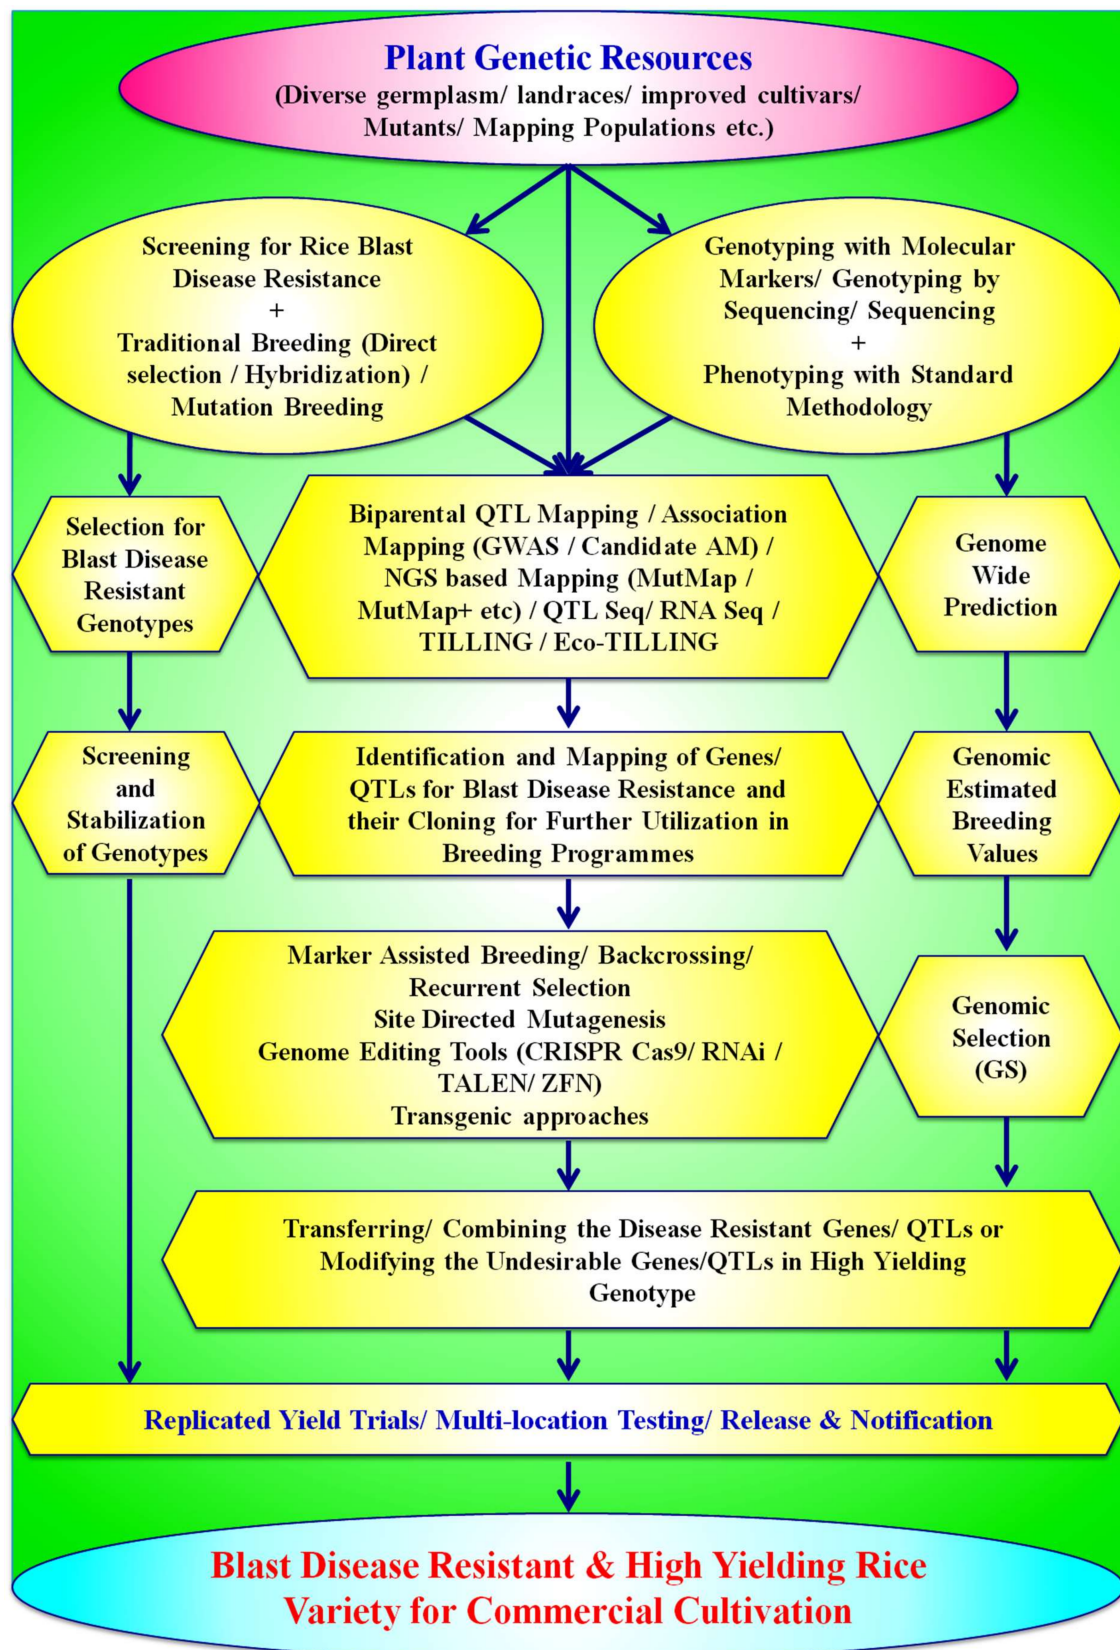 Plant Genetic Resources
(Diverse germplasm/ landraces/ improved cultivars/
Mutants/ Mapping Populations etc.)
Screening for Rice Blast
Disease Resistance
+
Traditional Breeding (Direct
selection / Hybridization) /
Mutation Breeding
Genotyping with Molecular
Markers/ Genotyping by
Sequencing/ Sequencing
+
Phenotyping with Standard
Methodology
Selection for
Blast Disease
Resistant
Genotypes
Biparental QTL Mapping / Association
Mapping (GWAS / Candidate AM) /
NGS based Mapping (MutMap /
MutMap+ etc) / QTL Seq/ RNA Seq /
TILLING / Eco-TILLING
Genome
Wide
Prediction
Screening
and
Stabilization
of Genotypes
Identification and Mapping of Genes/
QTLs for Blast Disease Resistance and
their Cloning for Further Utilization in
Breeding Programmes
Genomic
Estimated
Breeding
Values
Marker Assisted Breeding/ Backcrossing/
Recurrent Selection
Site Directed Mutagenesis
Genome Editing Tools (CRISPR Cas9/ RNAi /
TALEN/ ZFN)
Transgenic approaches
Genomic
Selection
(GS)
Transferring/ Combining the Disease Resistant Genes/ QTLs or
Modifying the Undesirable Genes/QTLs in High Yielding
Genotype
Replicated Yield Trials/ Multi-location Testing/ Release & Notification
Blast Disease Resistant & High Yielding Rice
Variety for Commercial Cultivation